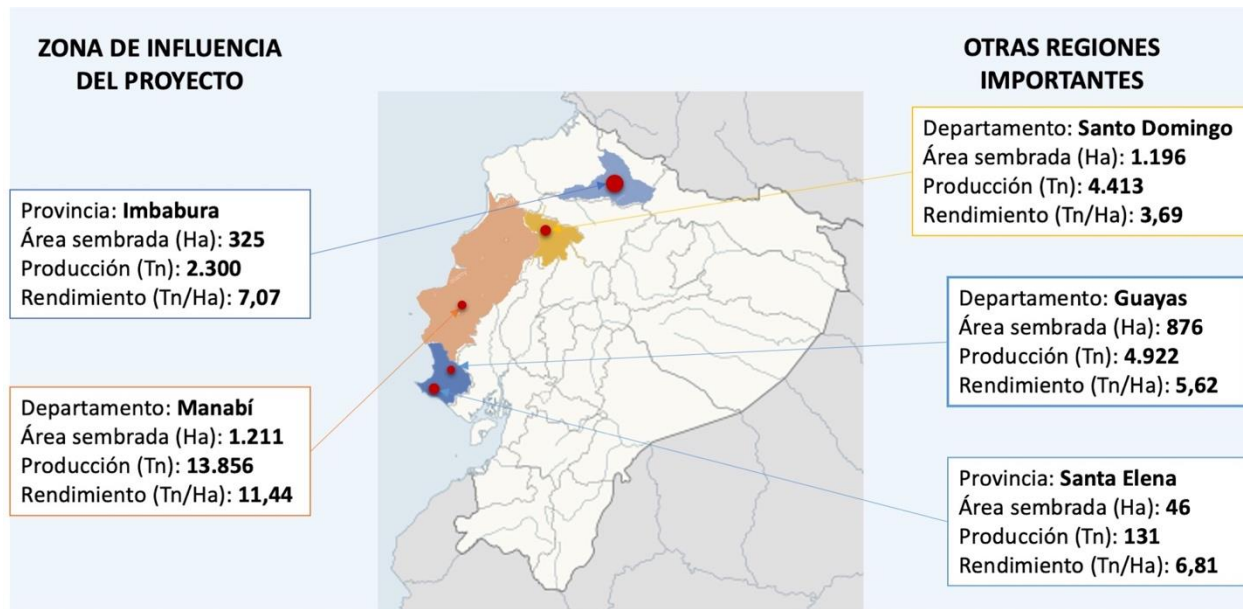 ZONA DE INFLUENCIA
DEL PROYECTO
Provincia: Imbabura
Área sembrada (Ha): 325
Producción (Tn): 2.300
Rendimiento (Tn/Ha): 7,07
Departamento: Manabí
Área sembrada (Ha): 1.211
Producción (Tn): 13.856
Rendimiento (Tn/Ha): 11,44
OTRAS REGIONES
IMPORTANTES
Departamento: Santo Domingo
Área sembrada (Ha): 1.196
Producción (Tn): 4.413
Rendimiento (Tn/Ha): 3,69
Departamento: Guayas
Área sembrada (Ha): 876
Producción (Tn): 4.922
Rendimiento (Tn/Ha): 5,62
Provincia: Santa Elena
Área sembrada (Ha): 46
Producción (Tn): 131
Rendimiento (Tn/Ha): 6,81